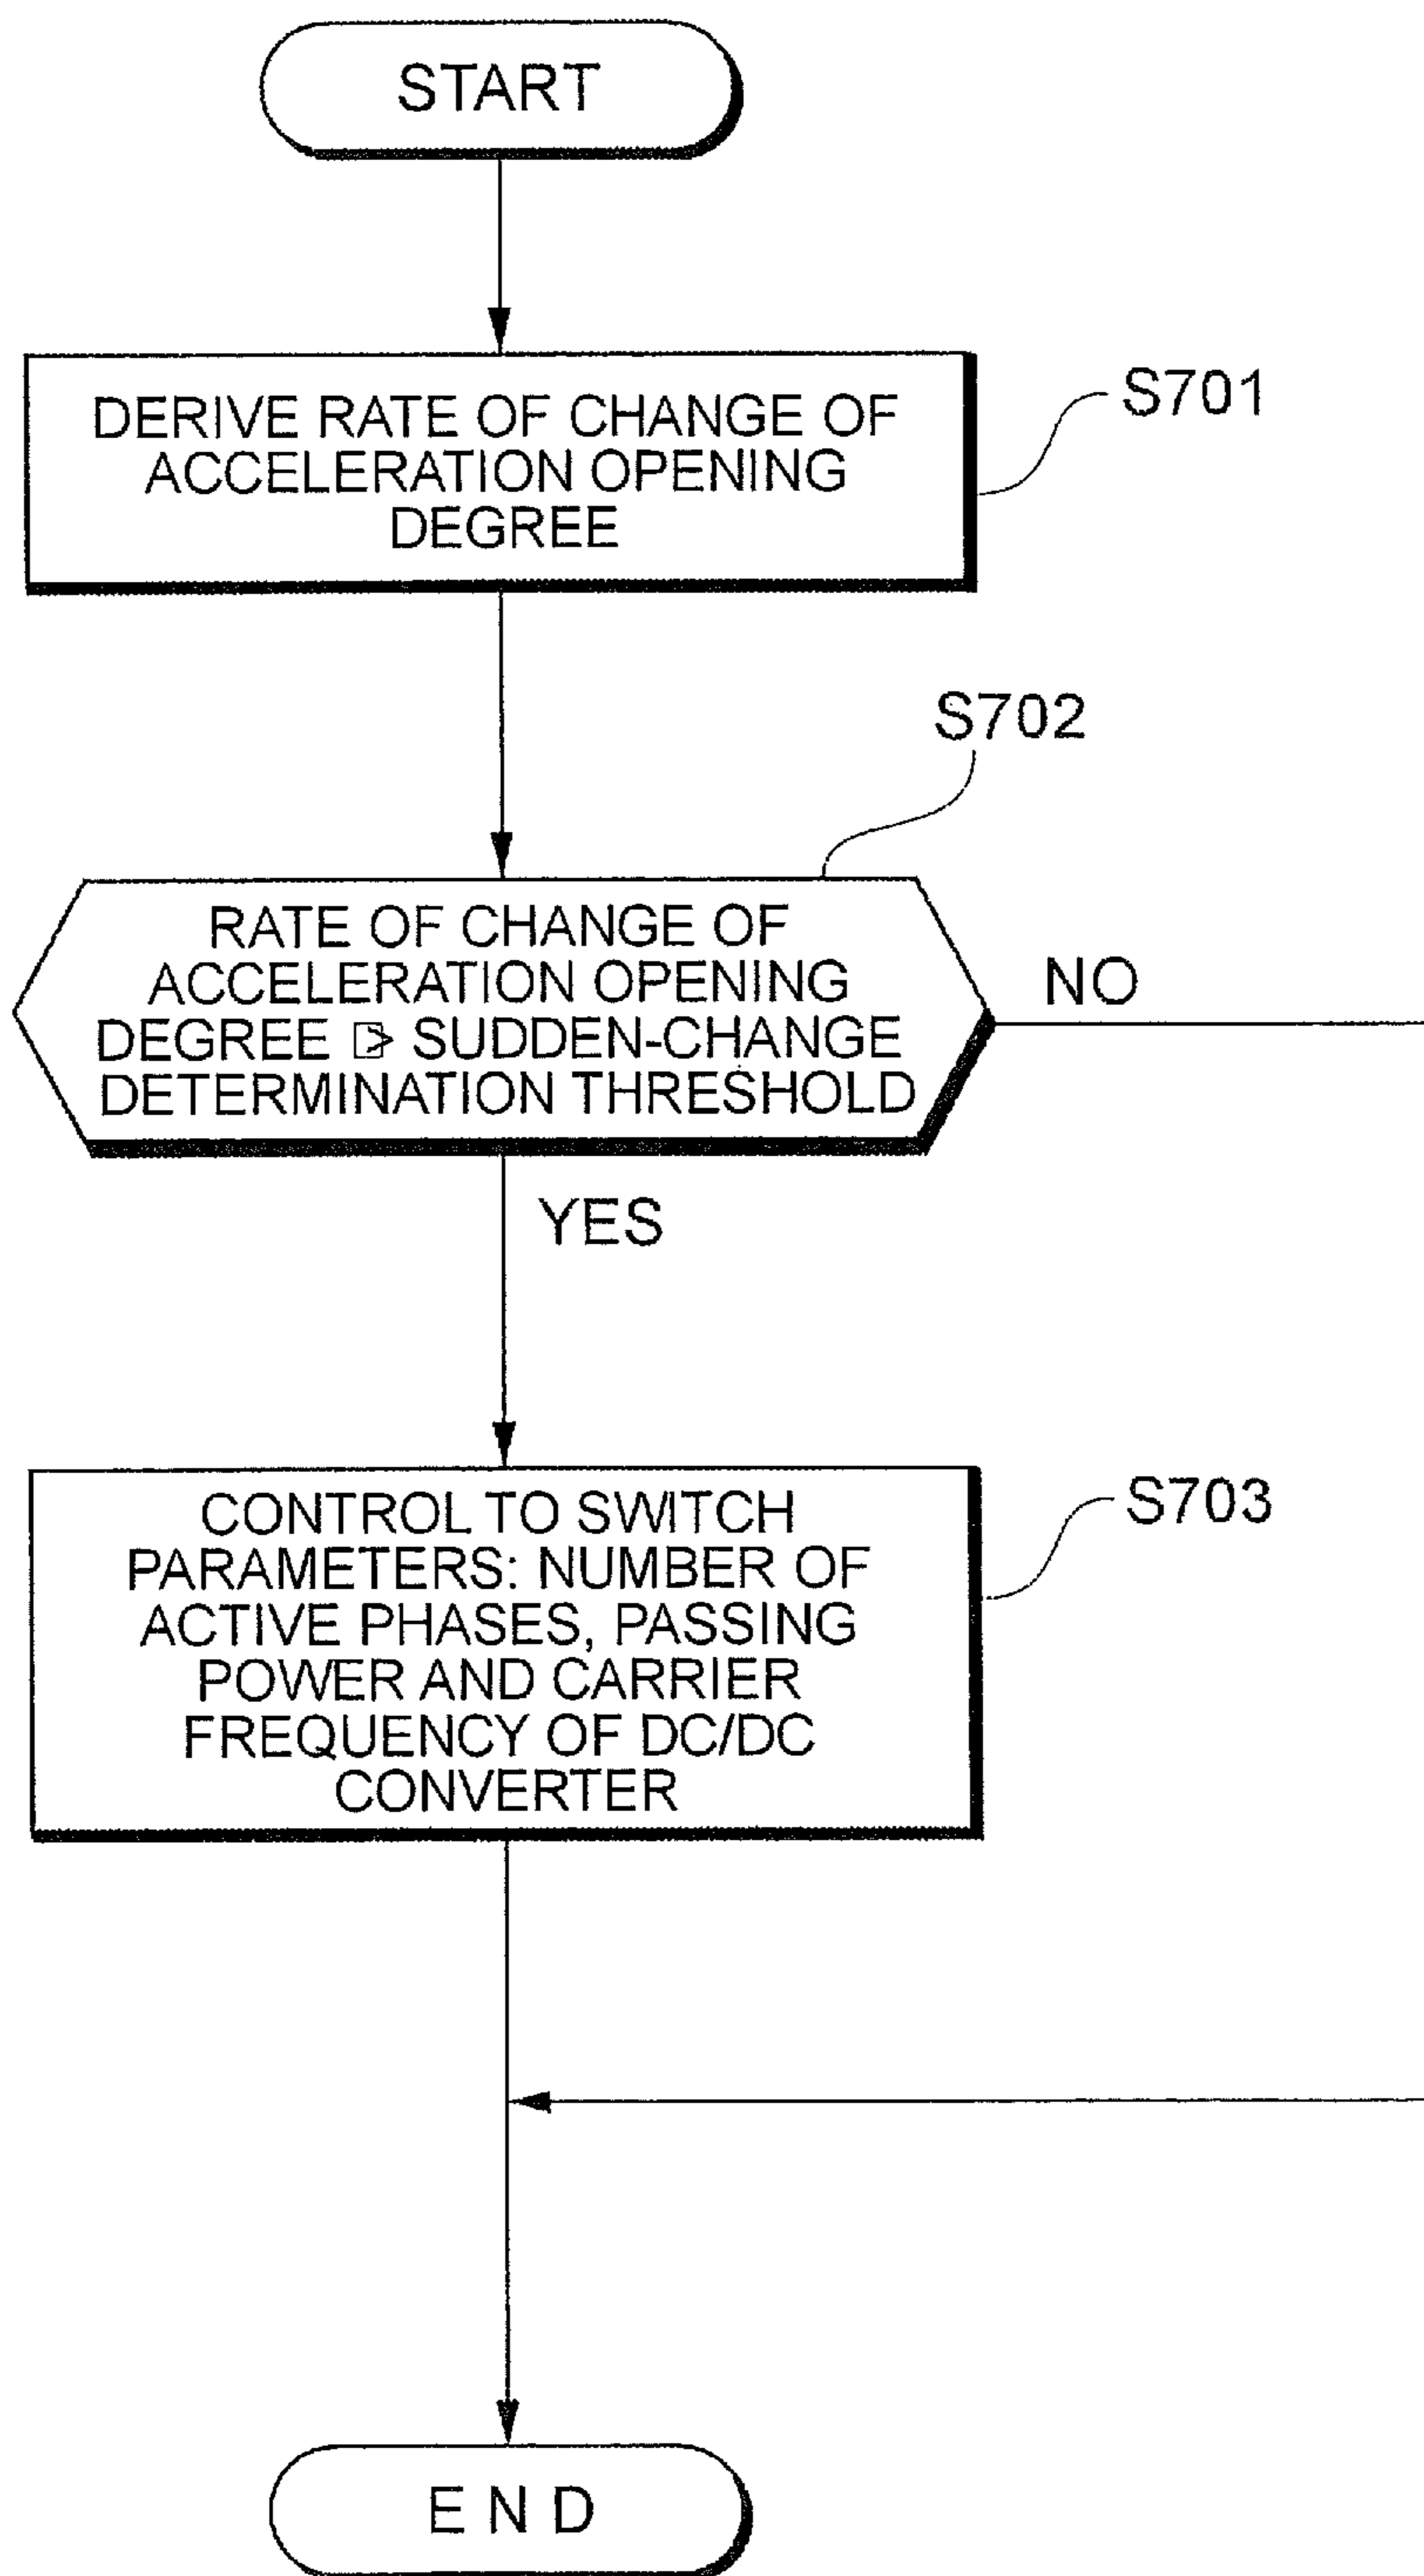 START
DERIVE RATE OF CHANGE OF
ACCELERATION OPENING
DEGREE
S701
S702
RATE OF CHANGE OF
ACCELERATION OPENING
DEGREE > SUDDEN-CHANGE
DETERMINATION THRESHOLD
NO
YES
CONTROL TO SWITCH
PARAMETERS: NUMBER OF
ACTIVE PHASES, PASSING
POWER AND CARRIER
FREQUENCY OF DC/DC
CONVERTER
S703
END